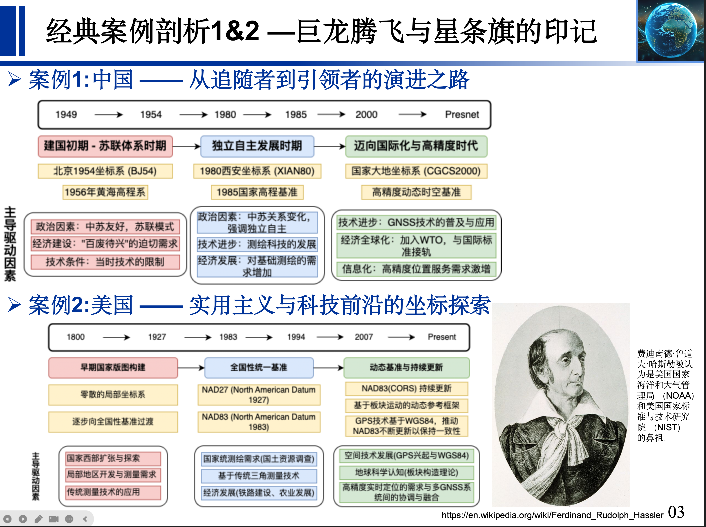 经典案例剖析1&2 —巨龙腾飞与星条旗的印记
➢ 案例1:中国 —— 从追随者到引领者的演进之路
1949 1954 1980 1985 2000 Presnet
建国初期 - 苏联体系时期
独立自主发展时期
迈向国际化与高精度时代
北京1954坐标系 (BJ54)
1980西安坐标系 (XIAN80)
国家大地坐标系 (CGCS2000)
1956年黄海高程系
1985国家高程基准
高精度动态时空基准
主导驱动因素
政治因素：中苏友好，苏联模式
经济建设："百废待兴"的迫切需求
技术条件：当时技术的限制
政治因素：中苏关系变化，
强调独立自主
技术进步：测绘科技的发展
经济发展：对基础测绘的需
求增加
技术进步：GNSS技术的普及与应用
经济全球化：加入WTO，与国际标
准接轨
信息化：高精度位置服务需求激增
➢ 案例2:美国 —— 实用主义与科技前沿的坐标探索
1800 1927 1983 1994 2007 Present
早期国家版图构建
全国性统一基准
动态基准与持续更新
零散的局部坐标系
逐步向全国性基准过渡
NAD27 (North American Datum
1927)
NAD83 (North American Datum
1983)
NAD83(CORS) 持续更新
基于板块运动的动态参考框架
GPS技术基于WGS84，推动
NAD83不断更新以保持一致性
主导驱动因素
国家西部扩张与探索
局部地区开发与测量需求
传统测量技术的应用
国家统测绘需求(国土资源调查)
基于传统三角测量技术
经济发展(铁路建设、农业发展)
空间技术发展(GPS兴起与WGS84)
地球科学认知(板块构造理论)
高精度实时定位的需求与多GNSS系
统间的协调与融合
费迪南德·鲁道
夫·哈斯勒被认
为是美国国家
海洋和大气管
理局 （NOAA）
和美国国家标
准与技术研究
院 （NIST）
的鼻祖
https://en.wikipedia.org/wiki/Ferdinand_Rudolph_Hassler
03